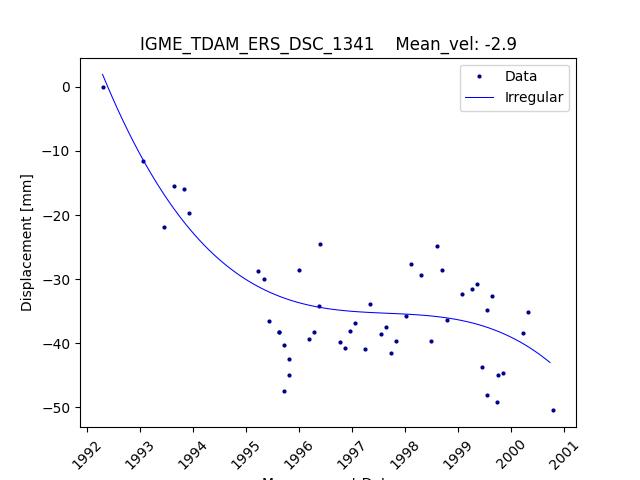 IGME_TDAM_ERS_DSC_1341    Mean_vel: -2.9
Data
Irregular
Displacement [mm]
0
−10
−20
−30
−40
−50
1992 1993 1994 1995 1996 1997 1998 1999 2000 2001